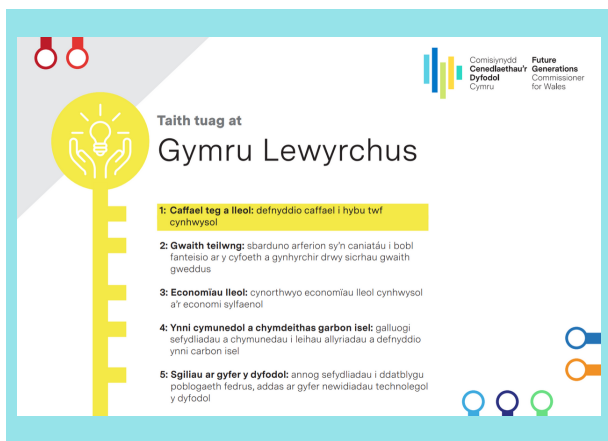 Comisiynydd
Cenedlaethau'r
Dyfodol
Cymru
Future
Generations
Commissioner
for Wales
Taith tuag at
Gymru Lewyrchus
1: Caffael teg a lleol: defnyddio caffael i hybu twf
cynhwysol
2: Gwaith teilwng: sbarduno arferion sy'n caniatáu i bobl
fanteisio ar y cyfoeth a gynhyrchir drwy sicrhau gwaith
gweddus
3: Economïau lleol: cynorthwyo economïau lleol cynhwysol
a'r economi sylfaenol
4: Ynni cymunedol a chymdeithas garbon isel: galluogi
sefydliadau a chymunedau i leihau allyriadau a defnyddio
ynni carbon isel
5: Sgiliau ar gyfer y dyfodol: annog sefydliadau i ddatblygu
poblogaeth fedrus, addas ar gyfer newidiadau technolegol
y dyfodol